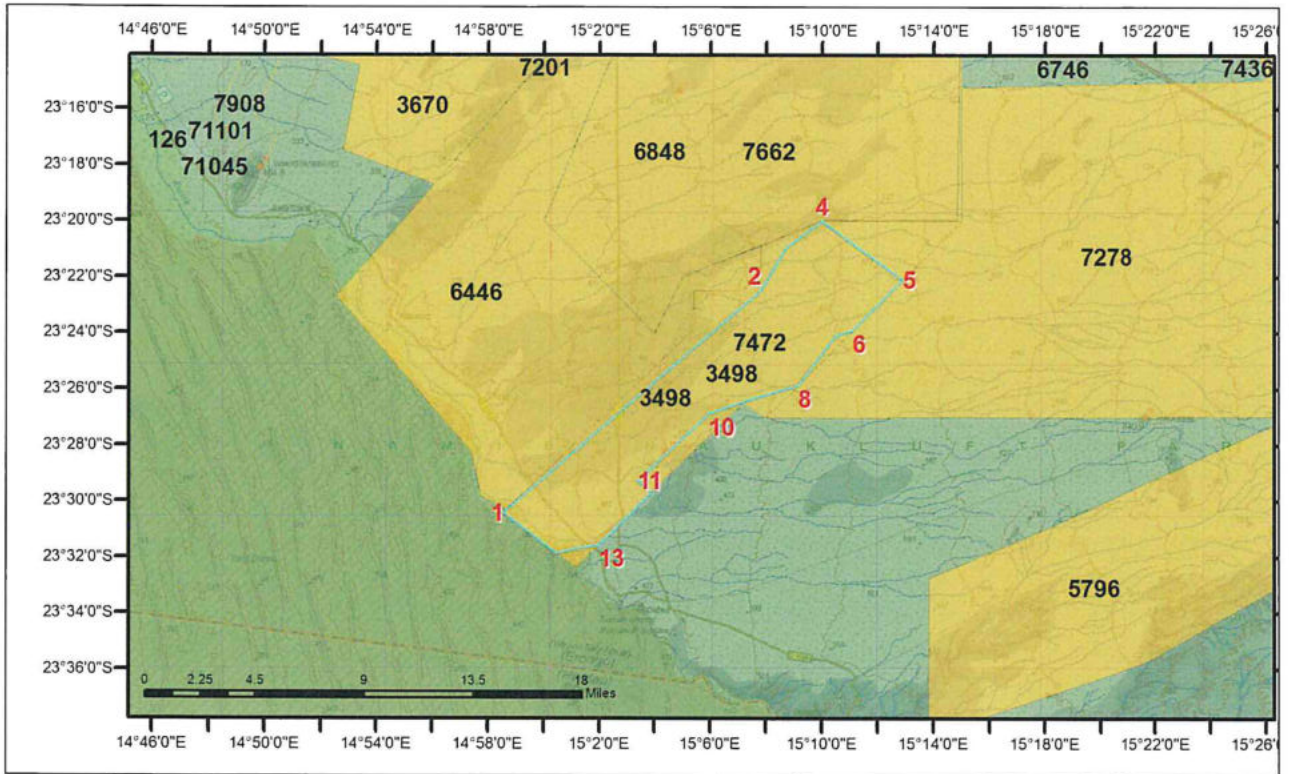 14°46'0"E 14°50'0"E 14°54'0"E 14°58'0"E 15°2'0"E 15°6'0"E 15°10'0"E 15°14'0"E 15°18'0"E 15°22'0"E 15°26'0"E
7201 6746 7436
23°16'0"S 7908 3670
126 71101
23°18'0"S 71045 6848 7662
23°20'0"S 4
23°22'0"S 2 5 7278
6446
23°24'0"S 7472 6
23°26'0"S 3498 8
3498
23°28'0"S 10
N A M I B N A U K L U F T P A R
23°30'0"S 1 11
23°32'0"S 13
23°34'0"S 5796
23°36'0"S
0 2.25 4.5 9 13.5 18
Miles
14°46'0"E 14°50'0"E 14°54'0"E 14°58'0"E 15°2'0"E 15°6'0"E 15°10'0"E 15°14'0"E 15°18'0"E 15°22'0"E 15°26'0"E